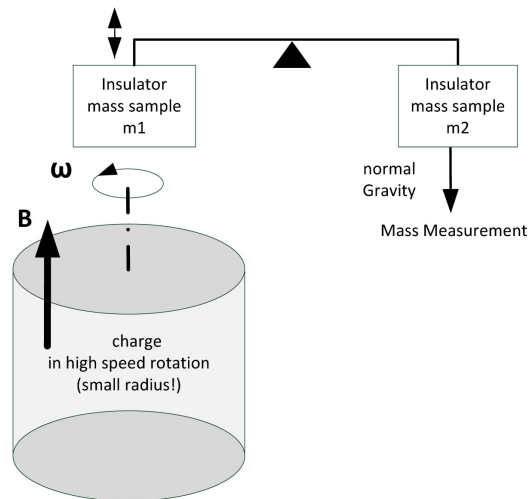 Insulator
mass sample
m1
Insulator
mass sample
m2
ω
normal
Gravity
B
Mass Measurement
charge
in high speed rotation
(small radius!)